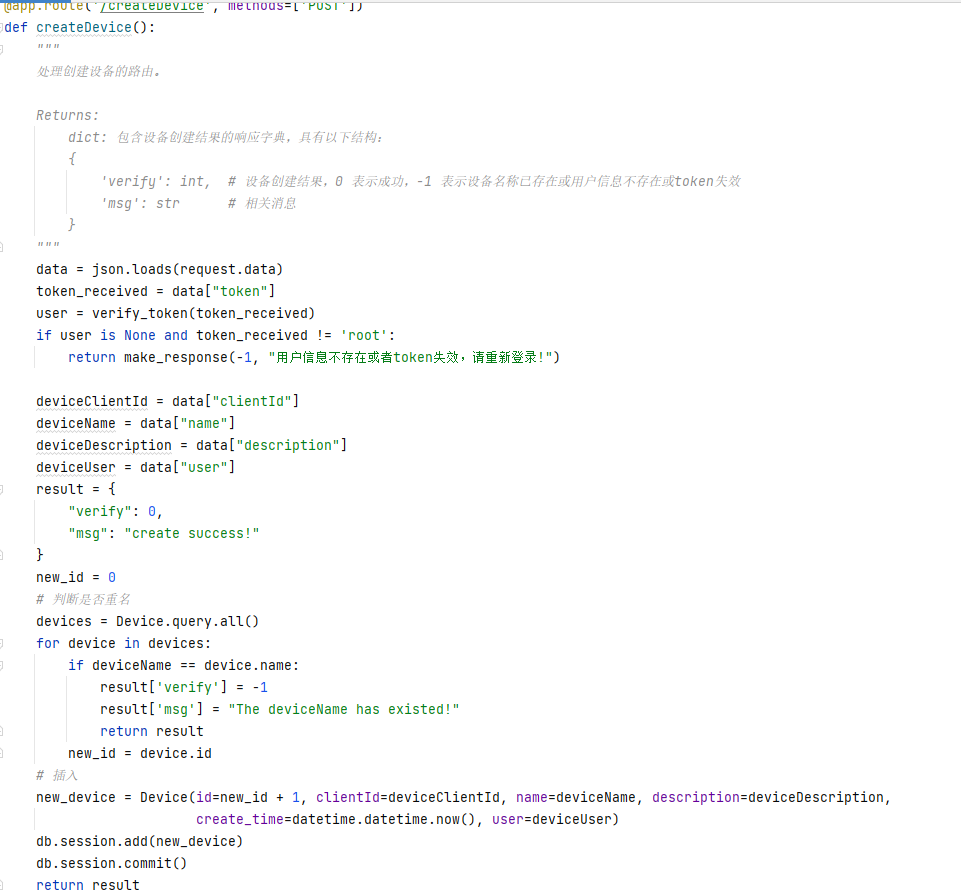 @app.route('/createDevice', methods=['POST'])
def createDevice():
    """
    处理创建设备的路由。

    Returns:
        dict: 包含设备创建结果的响应字典，具有以下结构：
        {
            'verify': int,  # 设备创建结果，0 表示成功，-1 表示设备名称已存在或用户信息不存在或token失效
            'msg': str      # 相关消息
        }
    """
    data = json.loads(request.data)
    token_received = data["token"]
    user = verify_token(token_received)
    if user is None and token_received != 'root':
        return make_response(-1, "用户信息不存在或者token失效，请重新登录!")

    deviceClientId = data["clientId"]
    deviceName = data["name"]
    deviceDescription = data["description"]
    deviceUser = data["user"]
    result = {
        "verify": 0,
        "msg": "create success!"
    }
    new_id = 0
    # 判断是否重名
    devices = Device.query.all()
    for device in devices:
        if deviceName == device.name:
            result['verify'] = -1
            result['msg'] = "The deviceName has existed!"
            return result
        new_id = device.id
    # 插入
    new_device = Device(id=new_id + 1, clientId=deviceClientId, name=deviceName, description=deviceDescription,
                        create_time=datetime.datetime.now(), user=deviceUser)
    db.session.add(new_device)
    db.session.commit()
    return result